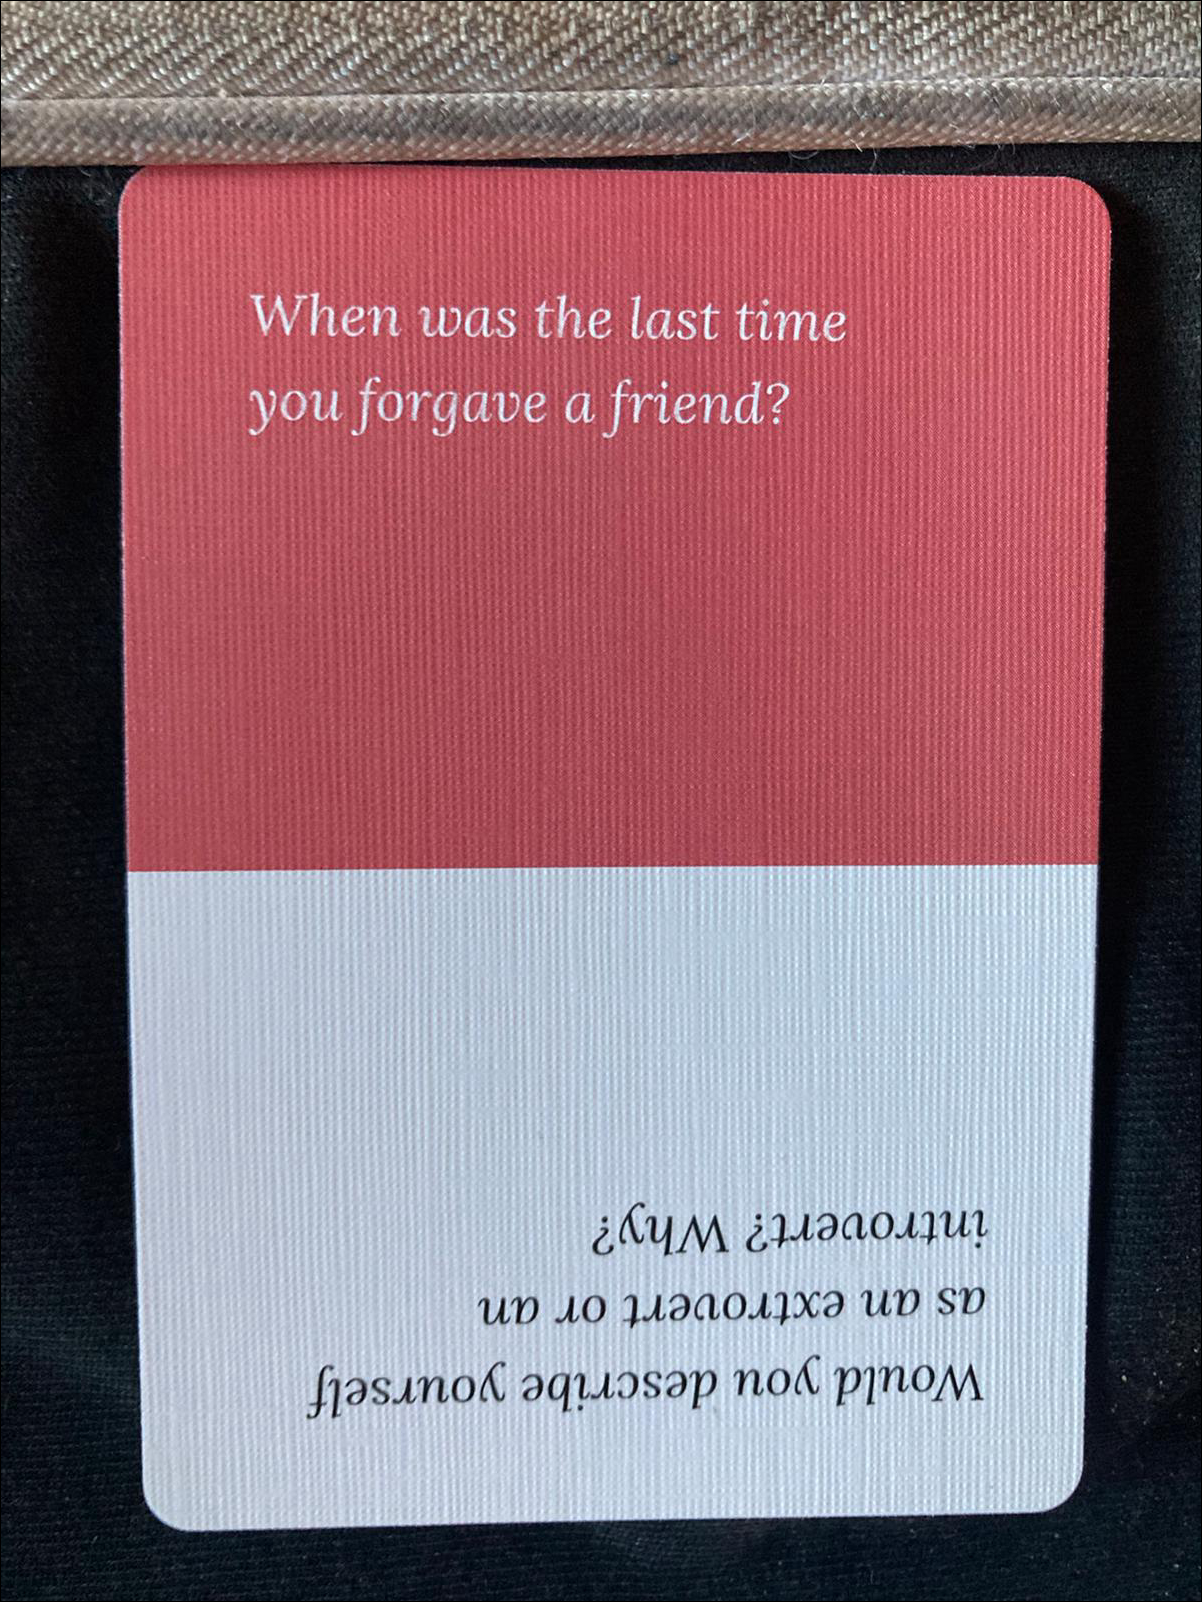 When was the last time
you forgave a friend?
Would you describe yourself
as an extrovert or an
introvert? Why?